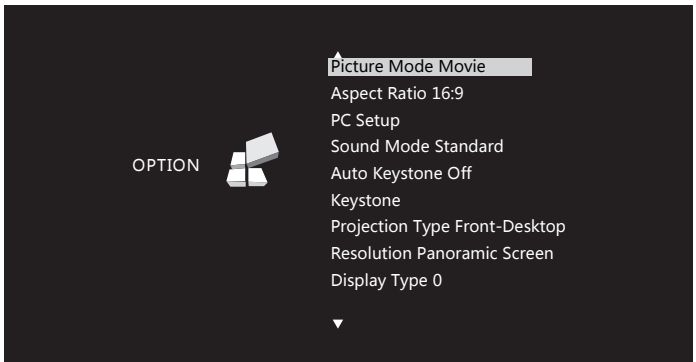 OPTION
Picture Mode Movie
Aspect Ratio 16:9
PC Setup
Sound Mode Standard
Auto Keystone Off
Keystone
Projection Type Front-Desktop
Resolution Panoramic Screen
Display Type 0